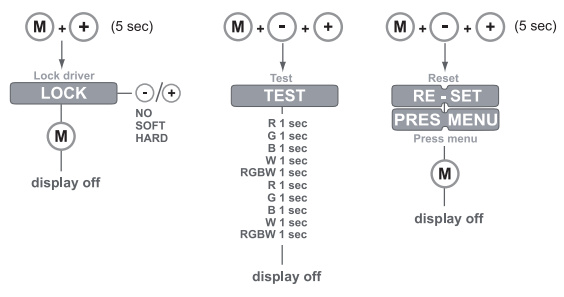 M + + (5 sec)
Lock driver
LOCK
- / +
NO
SOFT
HARD
M
display off
M + - + +
Test
TEST
R 1 sec
G 1 sec
B 1 sec
W 1 sec
RGBW 1 sec
R 1 sec
G 1 sec
B 1 sec
W 1 sec
RGBW 1 sec
display off
M + - + + (5 sec)
Reset
RE - SET
PRES MENU
Press menu
M
display off